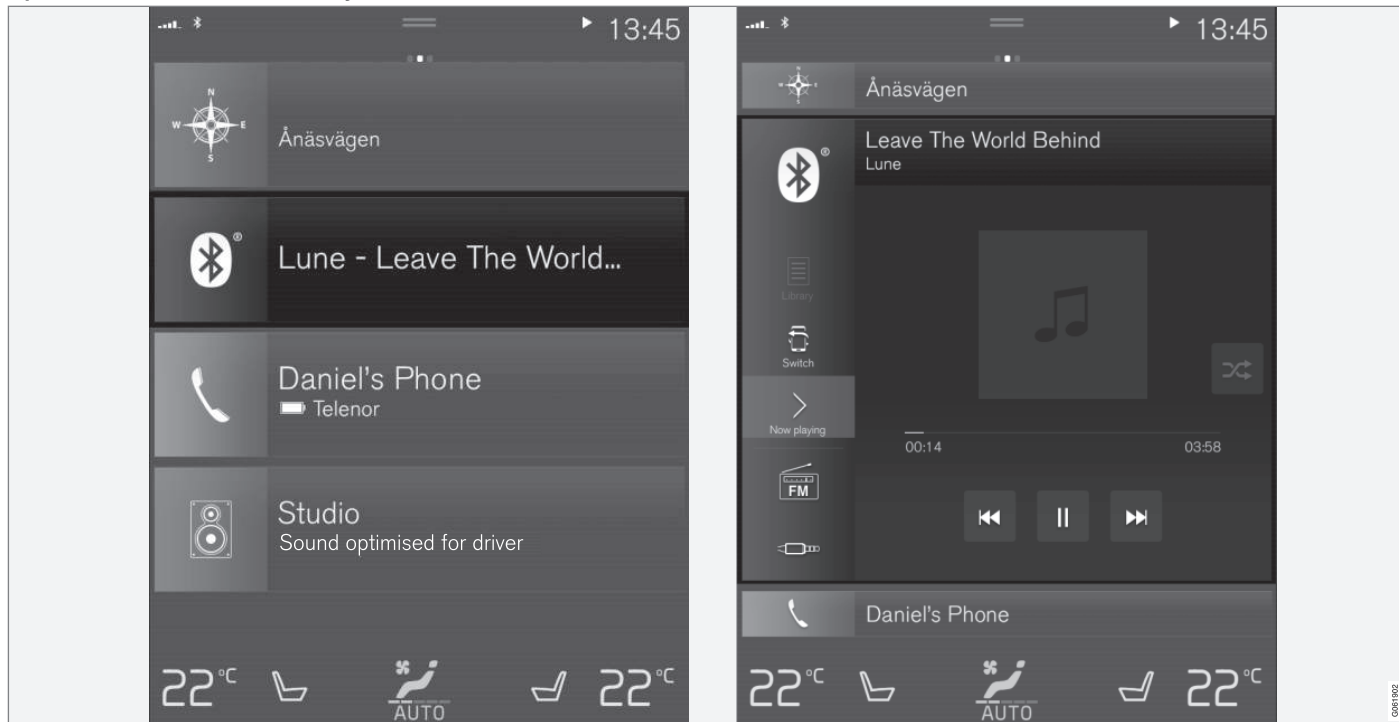 13:45
N
W E
S
Ånäsvägen
®
Lune - Leave The World...
Daniel's Phone
Telenor
Studio
Sound optimised for driver
22°C
AUTO
22°C
13:45
N
W E
S
Ånäsvägen
®
Leave The World Behind
Lune
Library
Switch
Now playing
00:14 03:58
FM
Daniel's Phone
22°C
AUTO
22°C
G061902